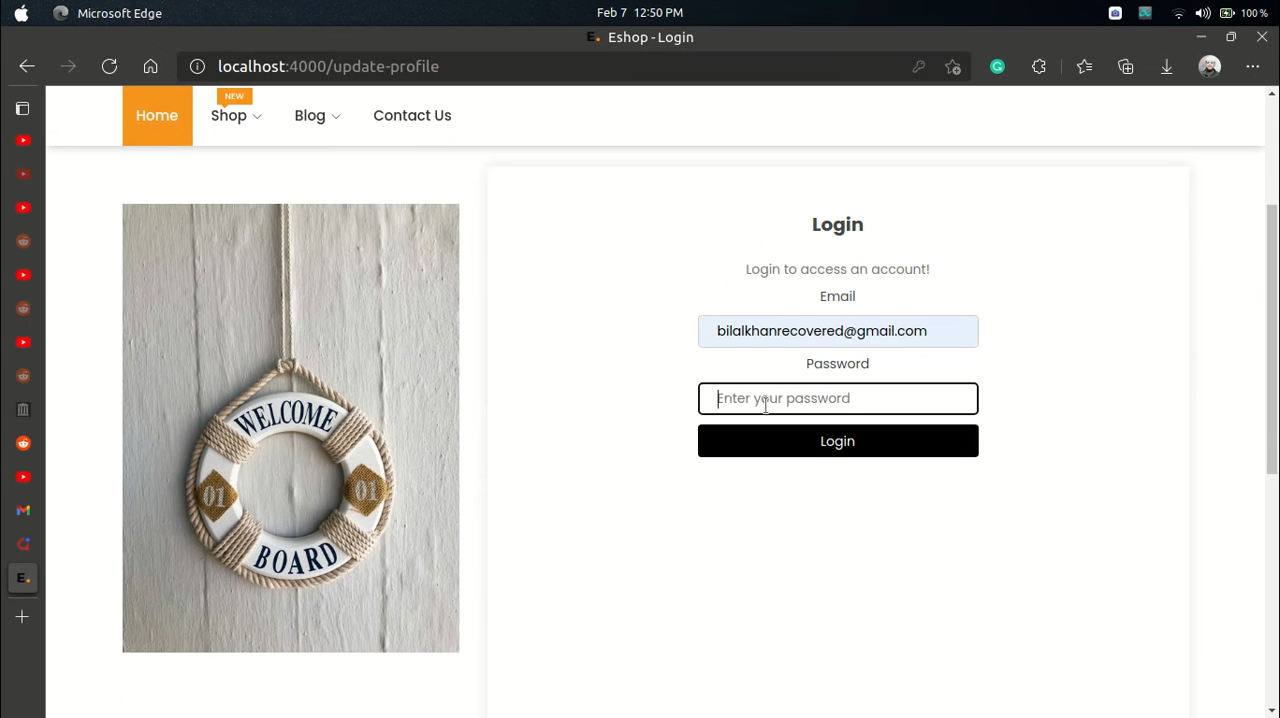 Microsoft Edge
Feb 7 12:50 PM
100 %
E. Eshop - Login
localhost:4000/update-profile
NEW
Home
Shop
Blog
Contact Us
Login
Login to access an account!
Email
bilalkhanrecovered@gmail.com
Password
Enter your password
Login
WELCOME
01
01
BOARD
E.